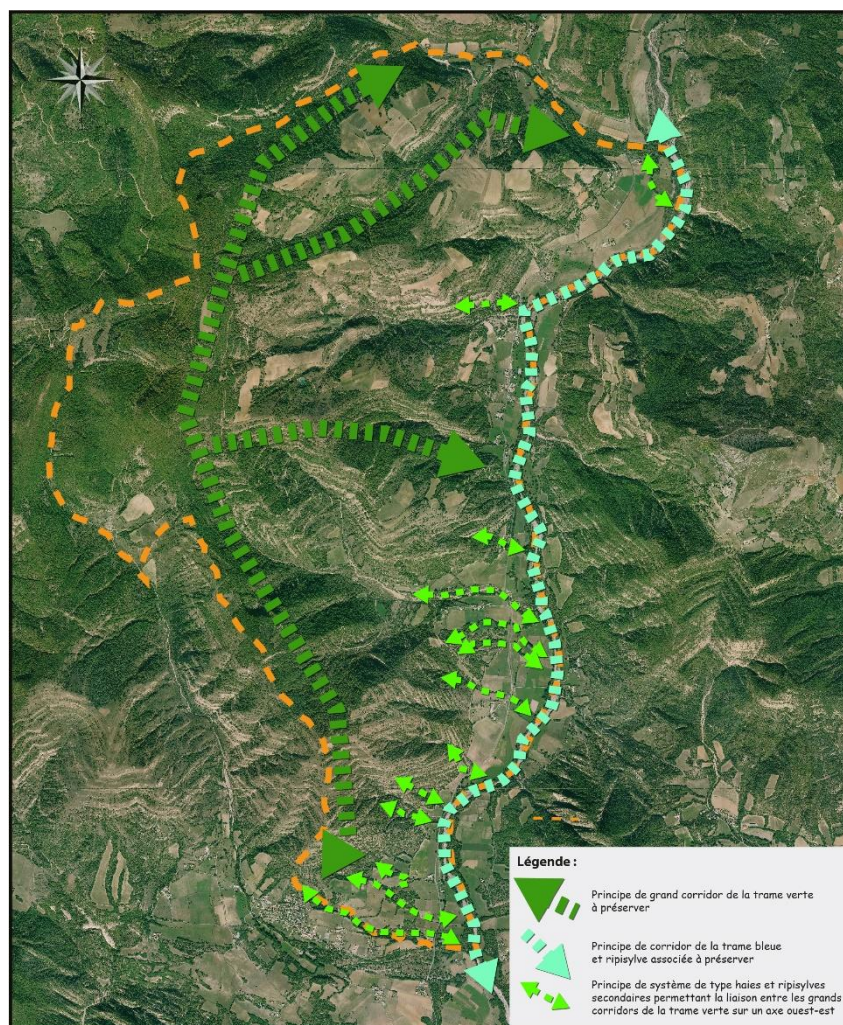 Légende :
Principe de grand corridor de la trame verte
à préserver
Principe de corridor de la trame bleue
et ripisylve associée à préserver
Principe de système de type haies et ripisylves
secondaires permettant la liaison entre les grands
corridors de la trame verte sur un axe ouest-est